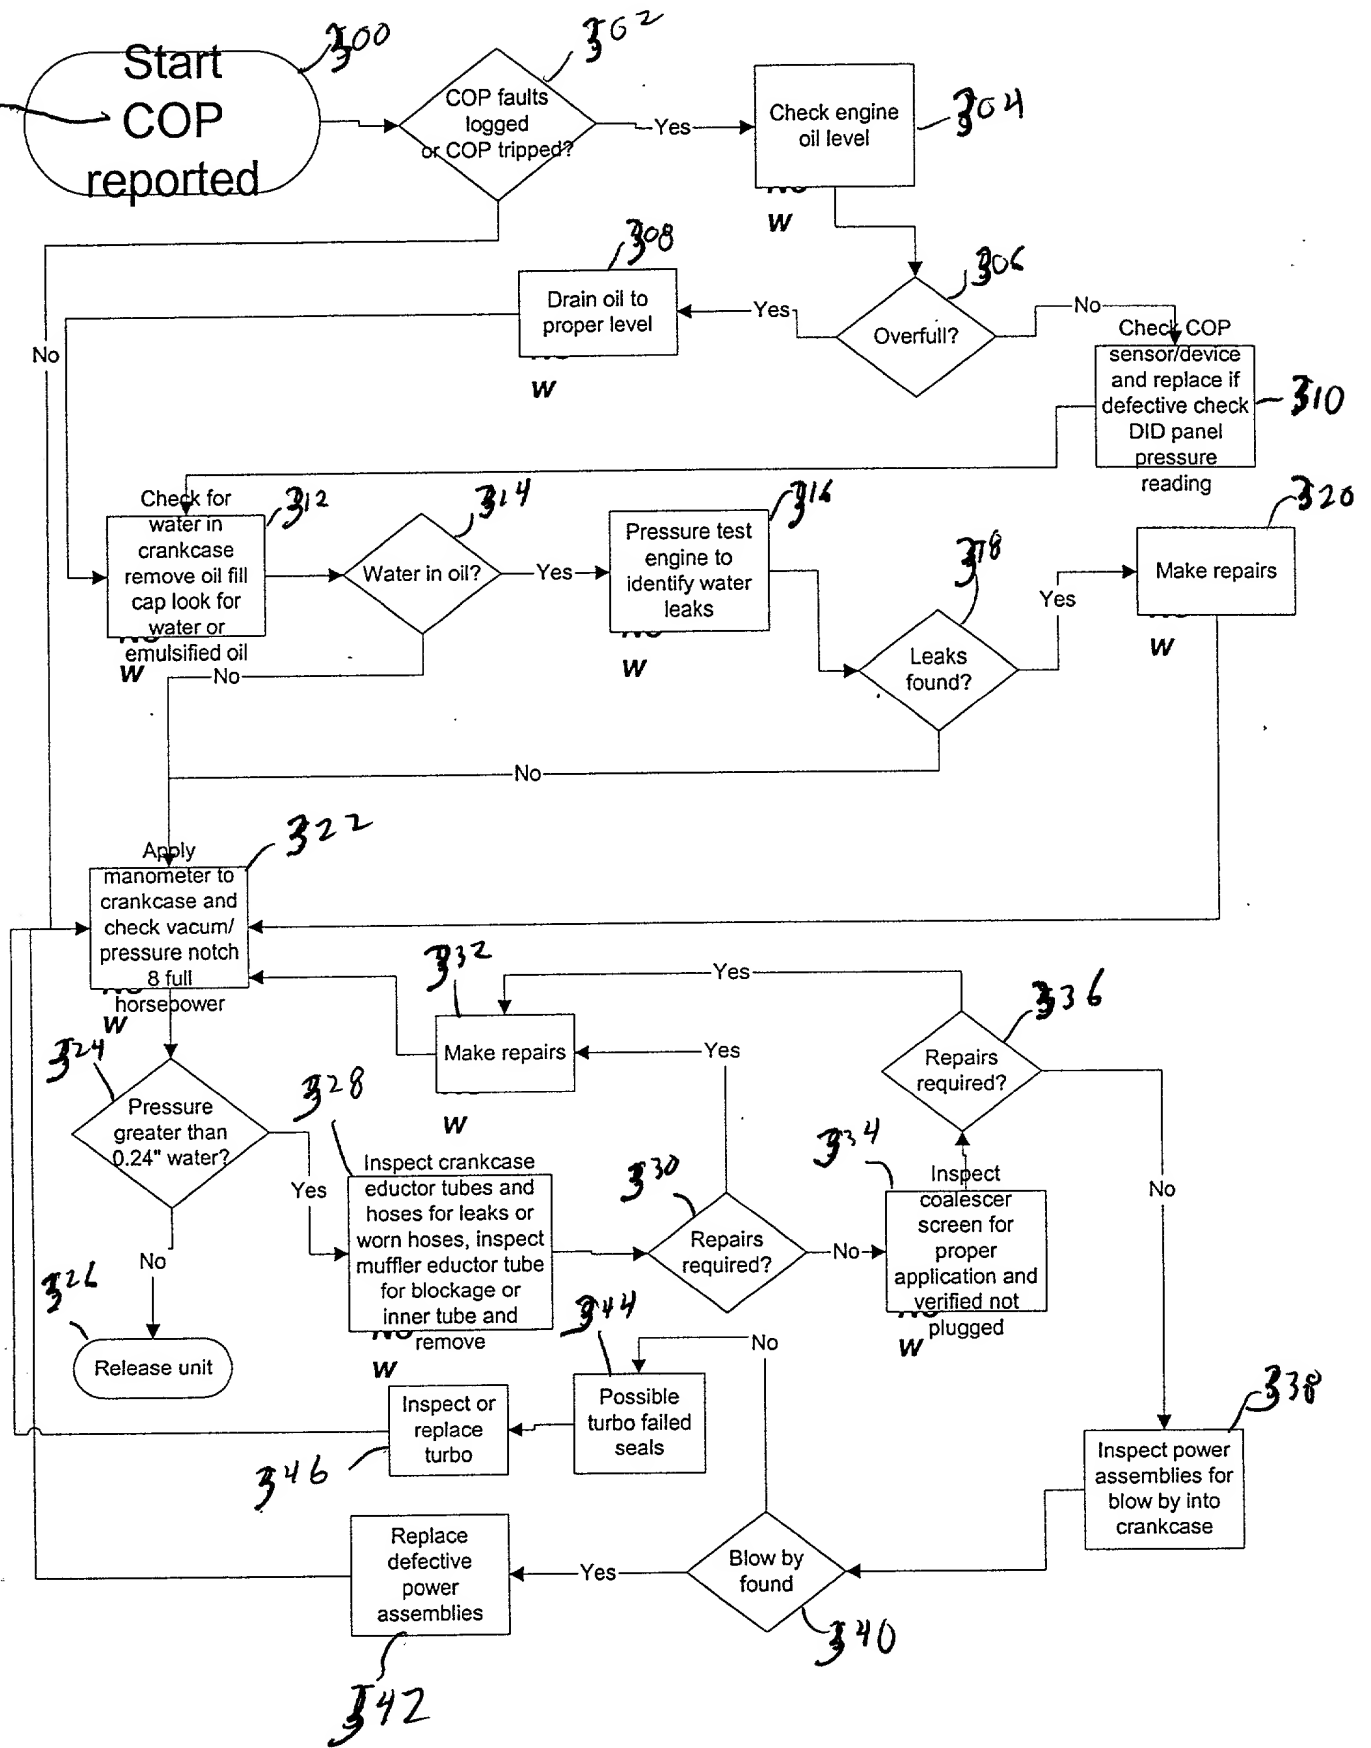 300
Start
COP
reported
302
COP faults
logged
or COP tripped?
Yes
Check engine
oil level
304
W
No
308
Drain oil to
proper level
W
Yes
306
Overfull?
No
Check COP
sensor/device
and replace if
defective check
DID panel
pressure
reading
310
312
Check for
water in
crankcase
remove oil fill
cap look for
water or
emulsified oil
W
314
Water in oil?
Yes
No
316
Pressure test
engine to
identify water
leaks
W
318
Leaks
found?
Yes
No
320
Make repairs
W
322
Apply
manometer to
crankcase and
check vacum/
pressure notch
8 full
horsepower
W
324
Pressure
greater than
0.24" water?
Yes
No
326
Release unit
328
Inspect crankcase
eductor tubes and
hoses for leaks or
worn hoses, inspect
muffler eductor tube
for blockage or
inner tube and
remove
W
330
Repairs
required?
Yes
No
332
Make repairs
W
334
Inspect
coalescer
screen for
proper
application and
verified not
plugged
W
336
Repairs
required?
Yes
No
338
Inspect power
assemblies for
blow by into
crankcase
340
Blow by
found
Yes
No
342
Replace
defective
power
assemblies
344
Possible
turbo failed
seals
346
Inspect or
replace
turbo